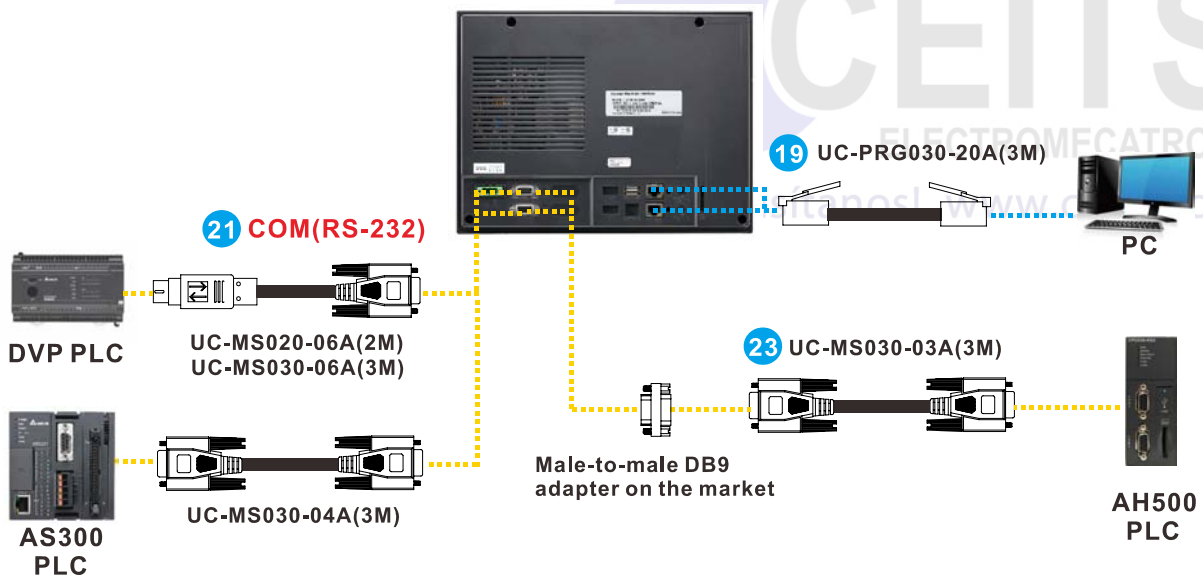 CEITS
ELECTROMECATRO
19 UC-PRG030-20A(3M)
www.c
PC
21 COM(RS-232)
DVP PLC
UC-MS020-06A(2M)
UC-MS030-06A(3M)
23 UC-MS030-03A(3M)
Male-to-male DB9
adapter on the market
UC-MS030-04A(3M)
AS300
PLC
AH500
PLC